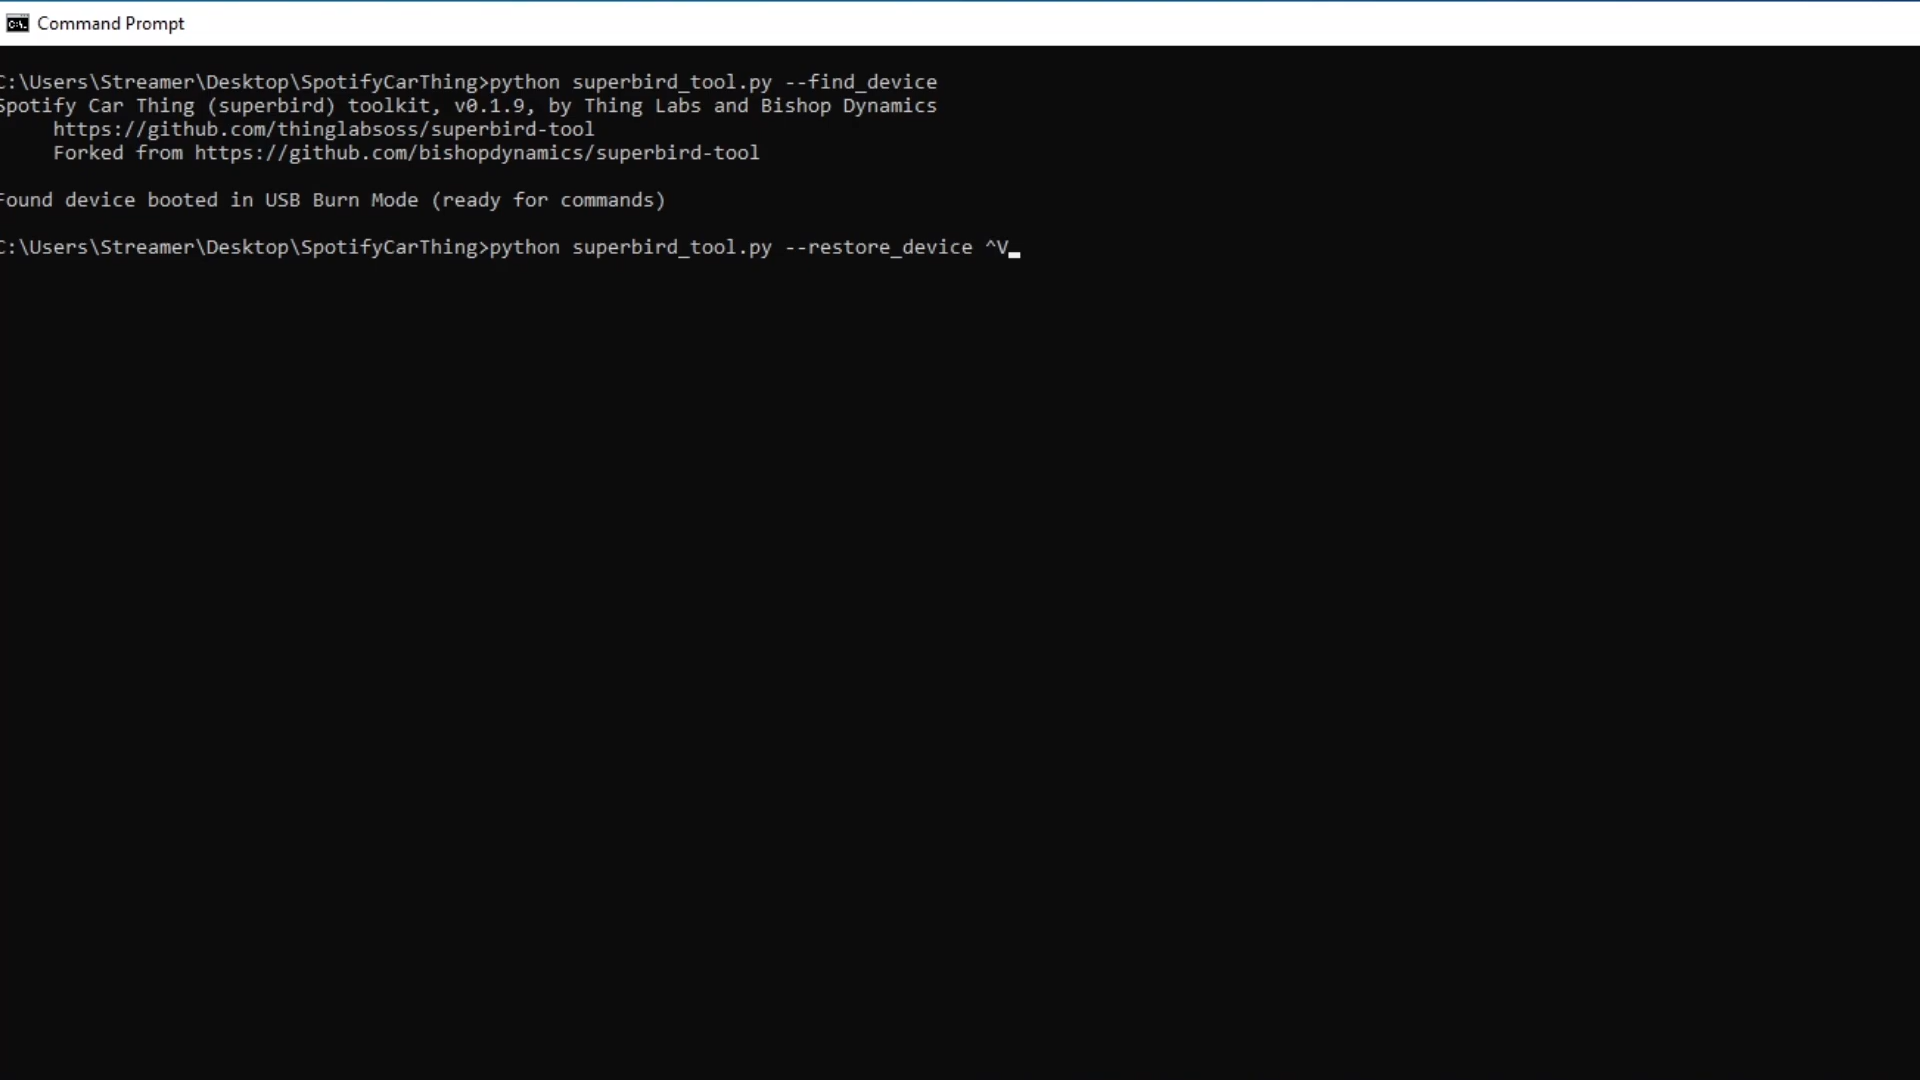 Command Prompt
C:\Users\Streamer\Desktop\SpotifyCarThing>python superbird_tool.py --find_device
Spotify Car Thing (superbird) toolkit, v0.1.9, by Thing Labs and Bishop Dynamics
https://github.com/thinglabsoss/superbird-tool
Forked from https://github.com/bishopdynamics/superbird-tool
Found device booted in USB Burn Mode (ready for commands)
C:\Users\Streamer\Desktop\SpotifyCarThing>python superbird_tool.py --restore_device ^V